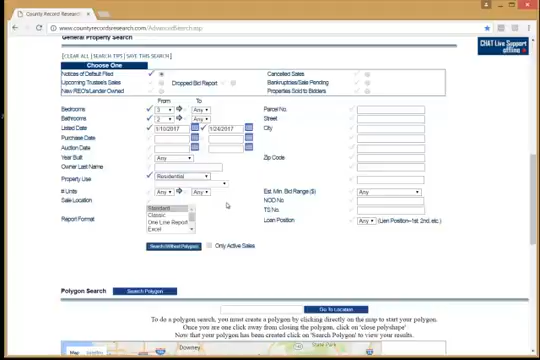 County Record Research
www.countyrecordsresearch.com/AdvancedSearch.asp
General Property Search
CHAT Live Support
offline
[CLEAR ALL | SEARCH TIPS | SAVE THIS SEARCH]
Choose One
Notices of Default Filed
Cancelled Sales
Upcoming Trustee's Sales
Dropped Bid Report
Bankruptcies/Sale Pending
New REO's/Lender Owned
Properties Sold to Bidders
From To
Bedrooms 3 Any Parcel No.
Bathrooms 2 Any Street
Listed Date 1/10/2017 1/24/2017 City
Purchase Date
Auction Date
Year Built Any Zip Code
Owner Last Name
Property Use Residential
# Units Any Any Est. Min. Bid Range ($) Any
Sale Location NOD No
TS No.
Report Format Standard
Classic
One Line Report
Excel
Loan Position Any (Lien Position-1st, 2nd, etc.)
Search Without Polygon Only Active Sales
Polygon Search Search Polygon
Go To Location
To do a polygon search, you must create a polygon by clicking directly on the map to start your polygon.
Once you are one click away from closing the polygon, click on 'close polyshape'
Now that your polygon has been created click on 'Search Polygon' to view your results.
Map Satellite
Downey